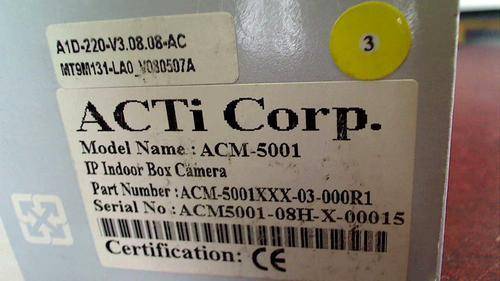 A1D-220-V3.08.08-AC
MT9M131-LA0_V080507A
3
ACTi Corp.
Model Name : ACM-5001
IP Indoor Box Camera
Part Number : ACM-5001XXX-03-000R1
Serial No : ACM5001-08H-X-00015
Certification: CE